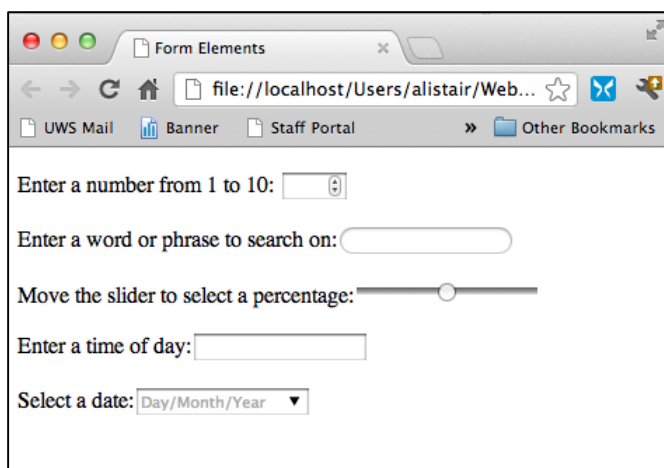 Form Elements
file://localhost/Users/alistair/Web...
UWS Mail Banner Staff Portal » Other Bookmarks
Enter a number from 1 to 10:
Enter a word or phrase to search on:
Move the slider to select a percentage:
Enter a time of day:
Select a date: Day/Month/Year